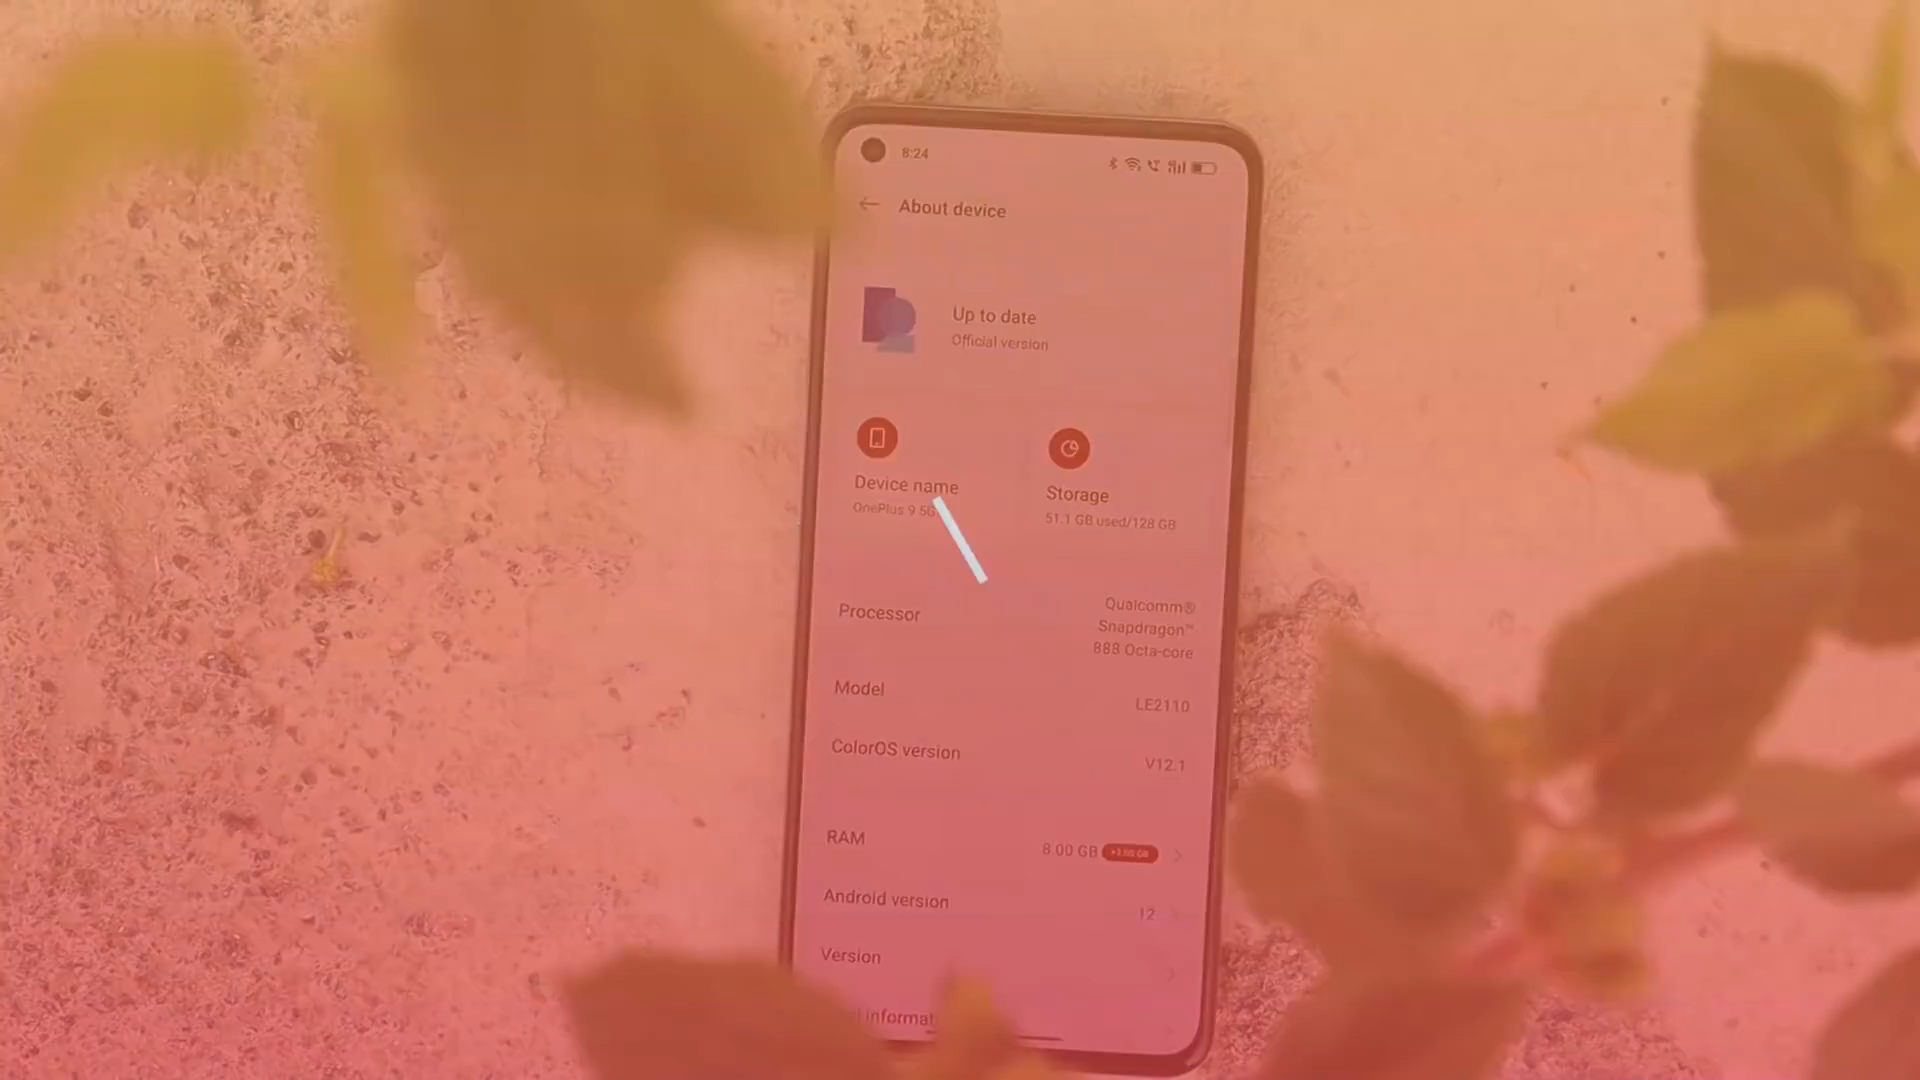 8:24
About device
Up to date
Official version
Device name
OnePlus 9 5G
Storage
51.1 GB used/128 GB
Processor
Qualcomm®
Snapdragon™
888 Octa-core
Model
LE2110
ColorOS version
V12.1
RAM
8.00 GB
Android version
12
Version